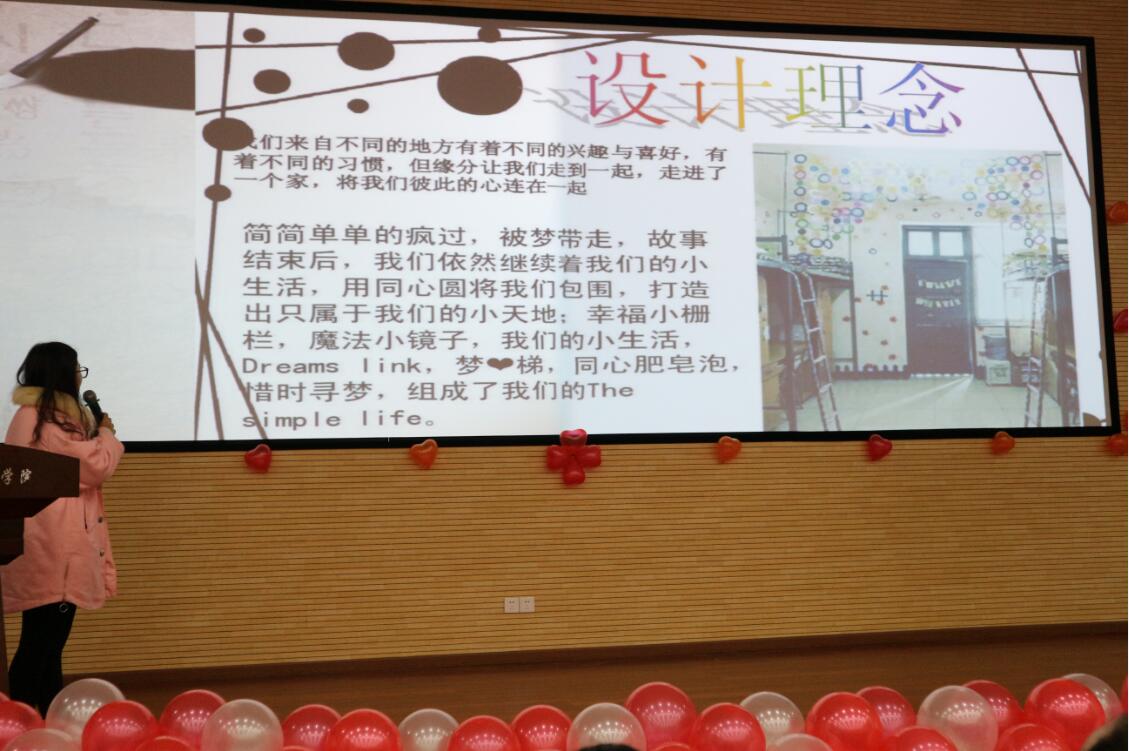 设计理念
我们来自不同的地方有着不同的兴趣与喜好，有
着不同的习惯，但缘分让我们走到一起，走进了
一个家，将我们彼此的心连在一起
简简单单的疯过，被梦带走，故事
结束后，我们依然继续着我们的小
生活，用同心圆将我们包围，打造
出只属于我们的小天地；幸福小栅
栏，魔法小镜子，我们的小生活，
Dreams link，梦❤梯，同心肥皂泡，
惜时寻梦，组成了我们的The
simple life。
学院